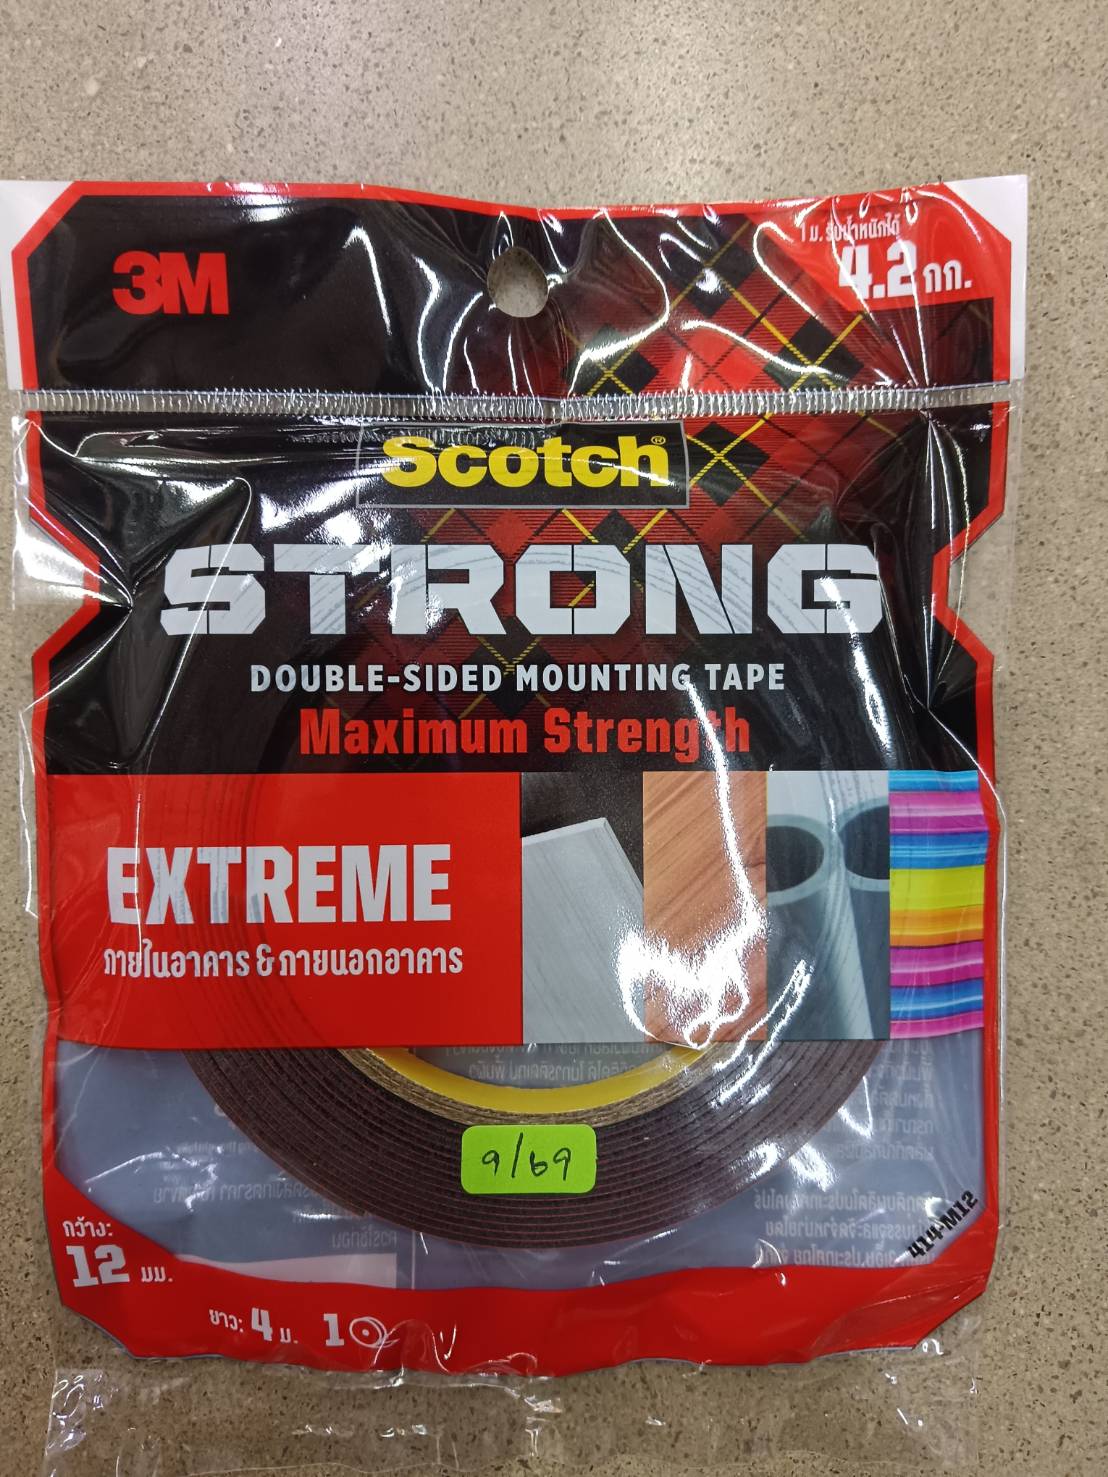 3M
1 ม. รับน้ำหนักได้
4.2 กก.
Scotch®
STRONG
DOUBLE-SIDED MOUNTING TAPE
Maximum Strength
EXTREME
ภายในอาคาร & ภายนอกอาคาร
9/69
414-M12
กว้าง:
12 มม.
ยาว: 4 ม. 1